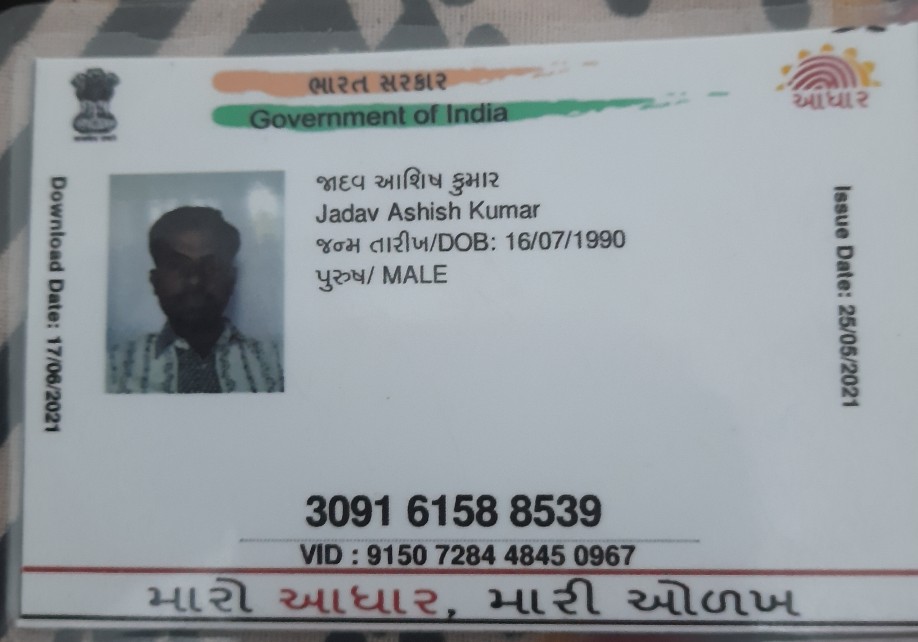 ભારત સરકાર
Government of India
આધાર
Download Date: 17/06/2021
જાદવ આશિષ કુમાર
Jadav Ashish Kumar
જન્મ તારીખ/DOB: 16/07/1990
પુરુષ/ MALE
Issue Date: 25/05/2021
3091 6158 8539
VID : 9150 7284 4845 0967
મારો આધાર, મારી ઓળખ